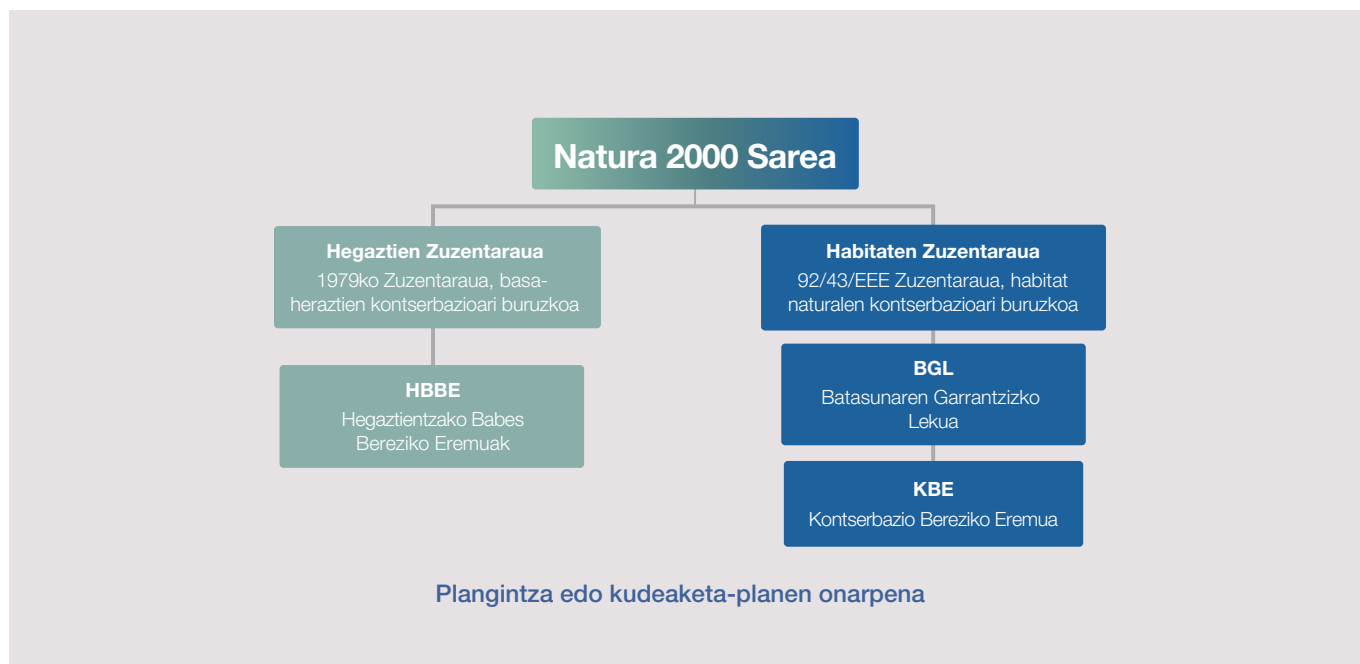 Natura 2000 Sarea
Hegaztien Zuzentaraua
1979ko Zuzentaraua, basa-
heraztien kontserbazioari buruzkoa
HBBE
Hegaztientzako Babes
Bereziko Eremuak
Habitaten Zuzentaraua
92/43/EEE Zuzentaraua, habitat
naturalen kontserbazioari buruzkoa
BGL
Batasunaren Garrantzizko
Lekua
KBE
Kontserbazio Bereziko Eremua
Plangintza edo kudeaketa-planen onarpena